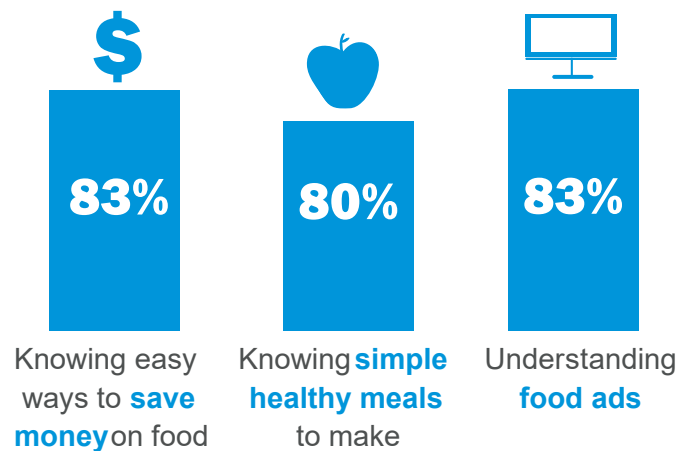 $
83%
80%
83%
Knowing easy
ways to save
money on food
Knowing simple
healthy meals
to make
Understanding
food ads